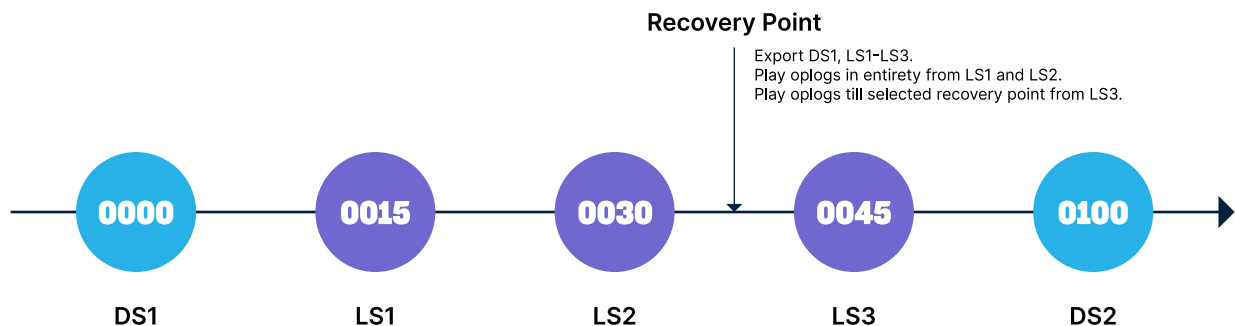 Recovery Point
Export DS1, LS1-LS3.
Play oplogs in entirety from LS1 and LS2.
Play oplogs till selected recovery point from LS3.
0000
0015
0030
0045
0100
DS1
LS1
LS2
LS3
DS2